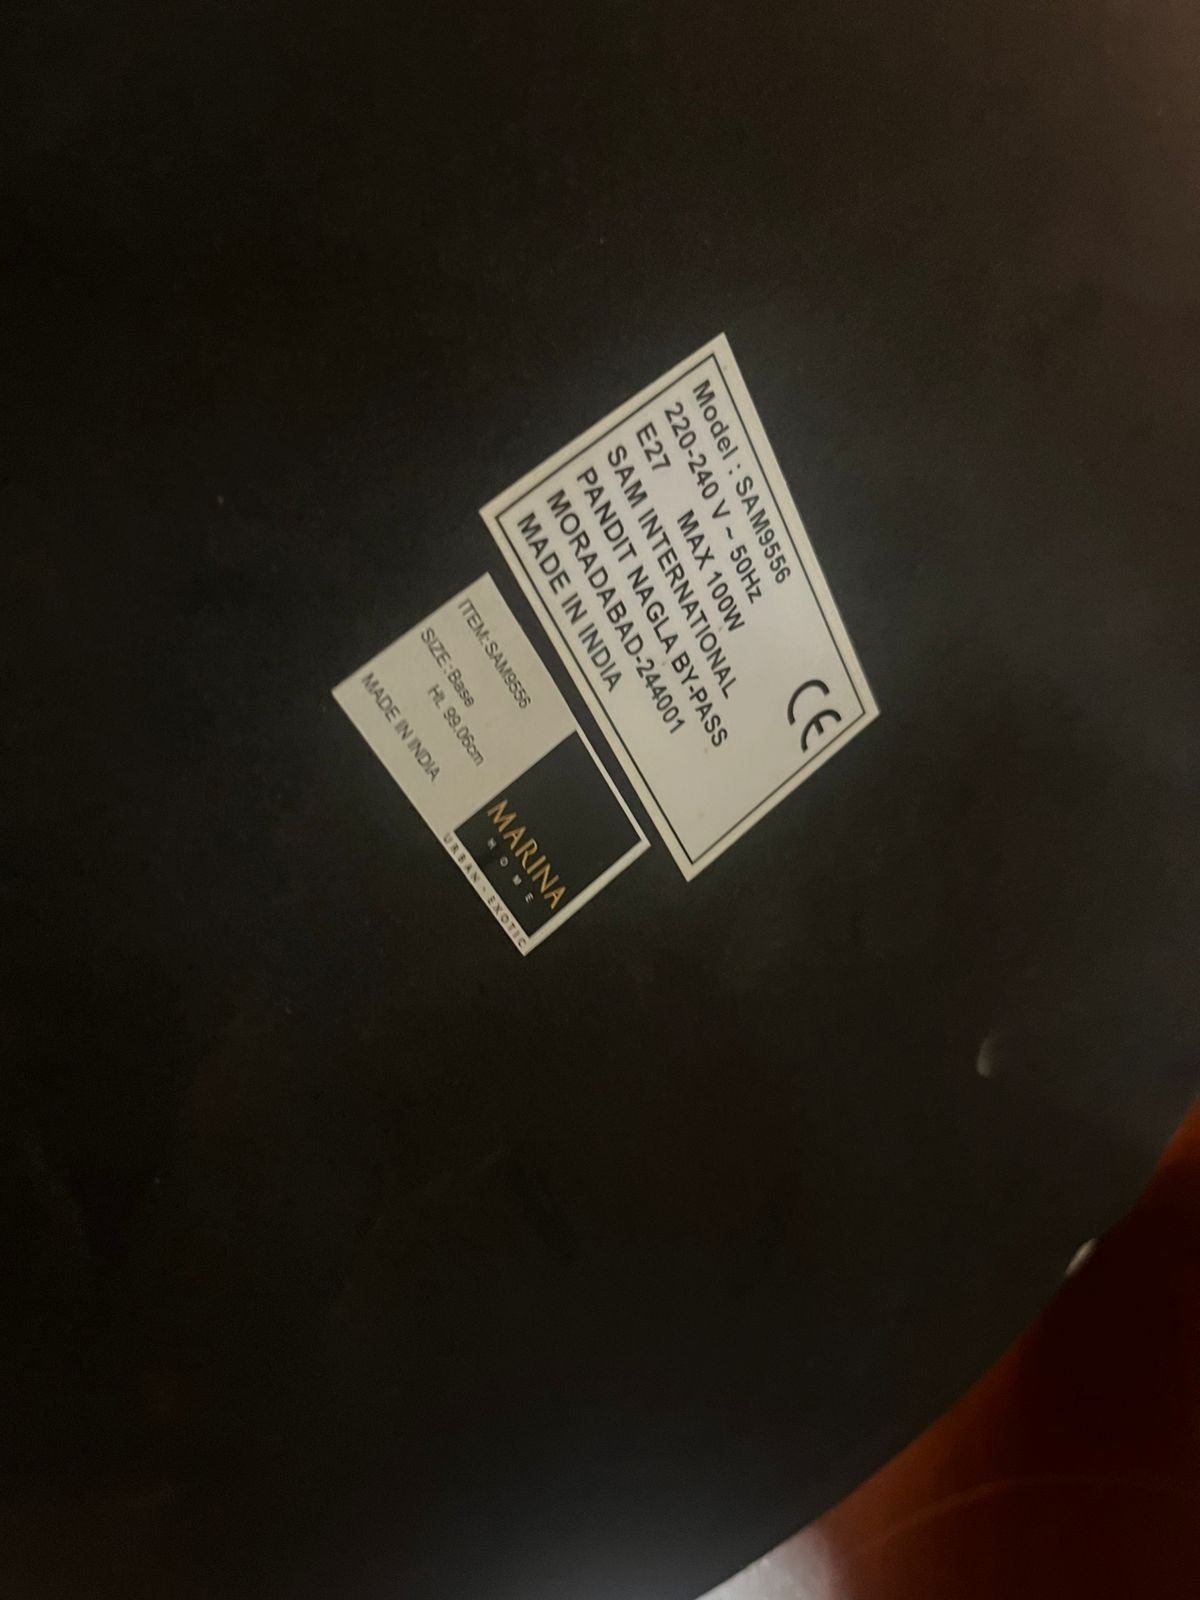 Model : SAM9556
220-240 V ~ 50Hz
E27 MAX 100W
SAM INTERNATIONAL
PANDIT NAGLA BY-PASS
MORADABAD-244001
MADE IN INDIA
CE
ITEM:SAM9556
SIZE:Base
Ht. 99.06cm
MADE IN INDIA
MARINA
HOME
URBAN - EXOTIC